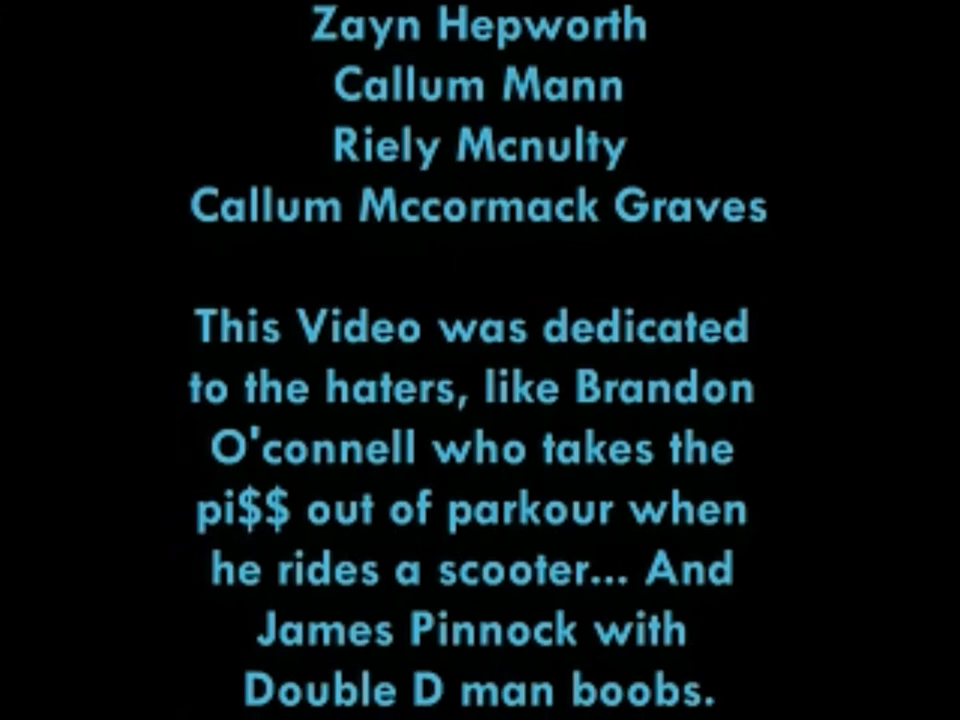 Zayn Hepworth
Callum Mann
Riely Mcnulty
Callum Mccormack Graves
This Video was dedicated
to the haters, like Brandon
O'connell who takes the
pi$$ out of parkour when
he rides a scooter... And
James Pinnock with
Double D man boobs.